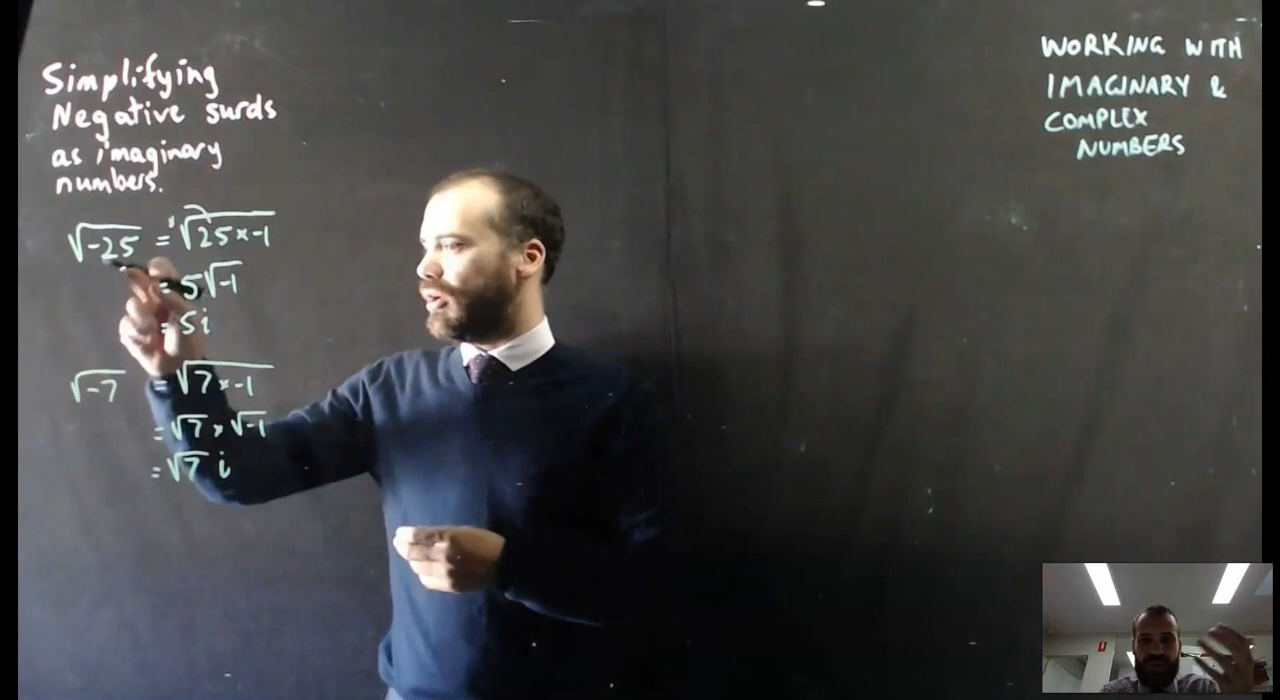 Simplifying
Negative surds
as imaginary
numbers.
√-25 = √25×-1
= 5√-1
= 5i
√-7 = √7×-1
= √7 × √-1
= √7 i
WORKING WITH
IMAGINARY &
COMPLEX
NUMBERS